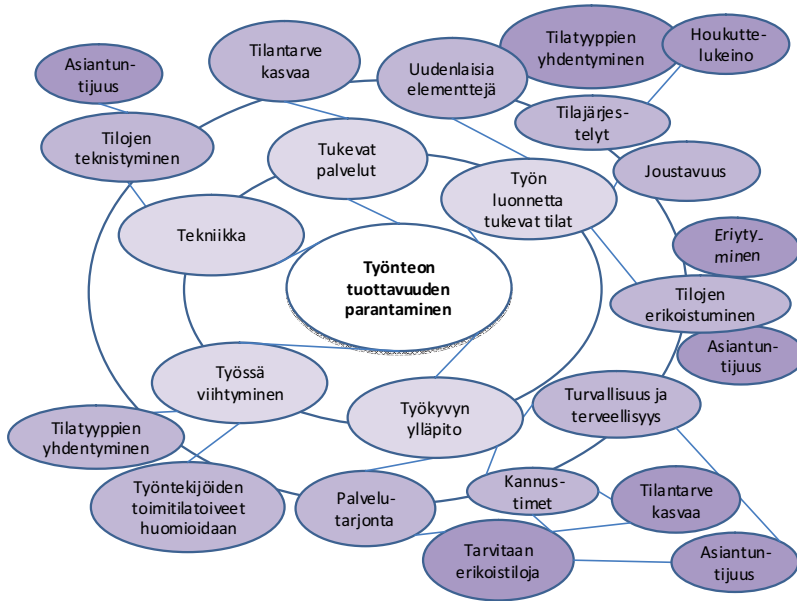 Asiantun-
tijuus
Tilantarve
kasvaa
Uudenlaisia
elementtejä
Tilatyyppien
yhdentyminen
Houkutte-
lukeino
Tilojen
teknistyminen
Tukevat
palvelut
Tilajärjes-
telyt
Työn
luonnetta
tukevat tilat
Joustavuus
Tekniikka
Eriyty-
minen
Työnteon
tuottavuuden
parantaminen
Tilojen
erikoistuminen
Asiantun-
tijuus
Työssä
viihtyminen
Työkyvyn
ylläpito
Turvallisuus ja
terveellisyys
Tilatyyppien
yhdentyminen
Työntekijöiden
toimitilatoiveet
huomioidaan
Palvelu-
tarjonta
Kannus-
timet
Tilantarve
kasvaa
Tarvitaan
erikoistiloja
Asiantun-
tijuus